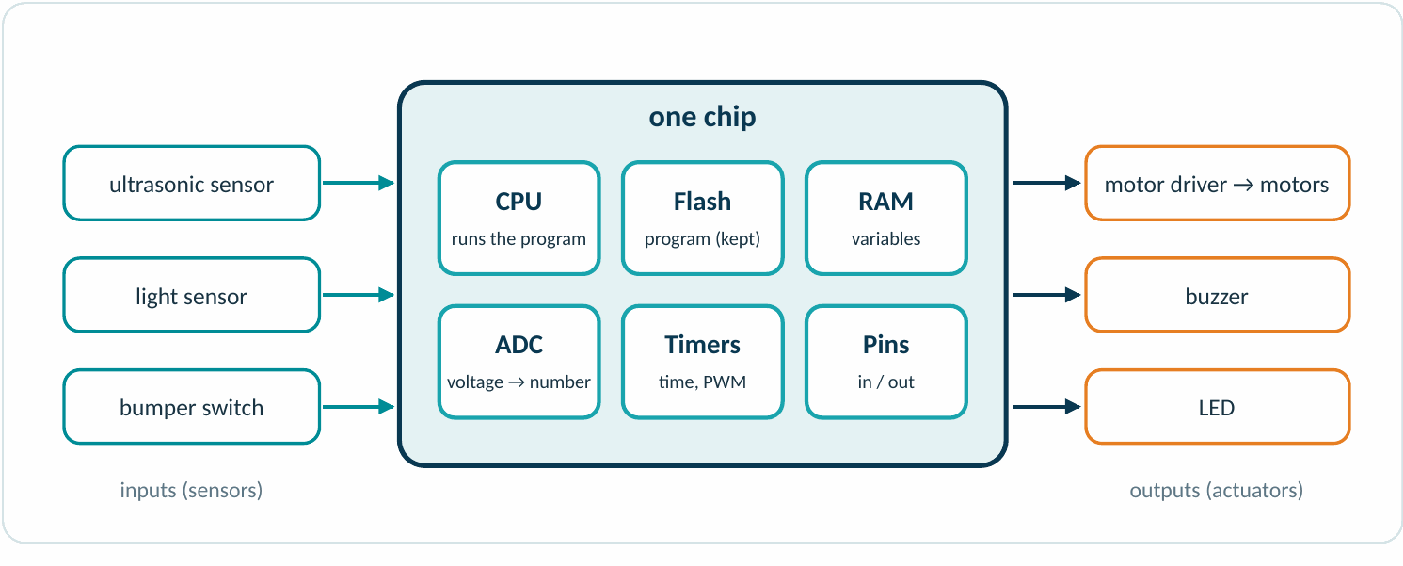 one chip
ultrasonic sensor
light sensor
bumper switch
inputs (sensors)
CPU
runs the program
Flash
program (kept)
RAM
variables
ADC
voltage → number
Timers
time, PWM
Pins
in / out
motor driver → motors
buzzer
LED
outputs (actuators)